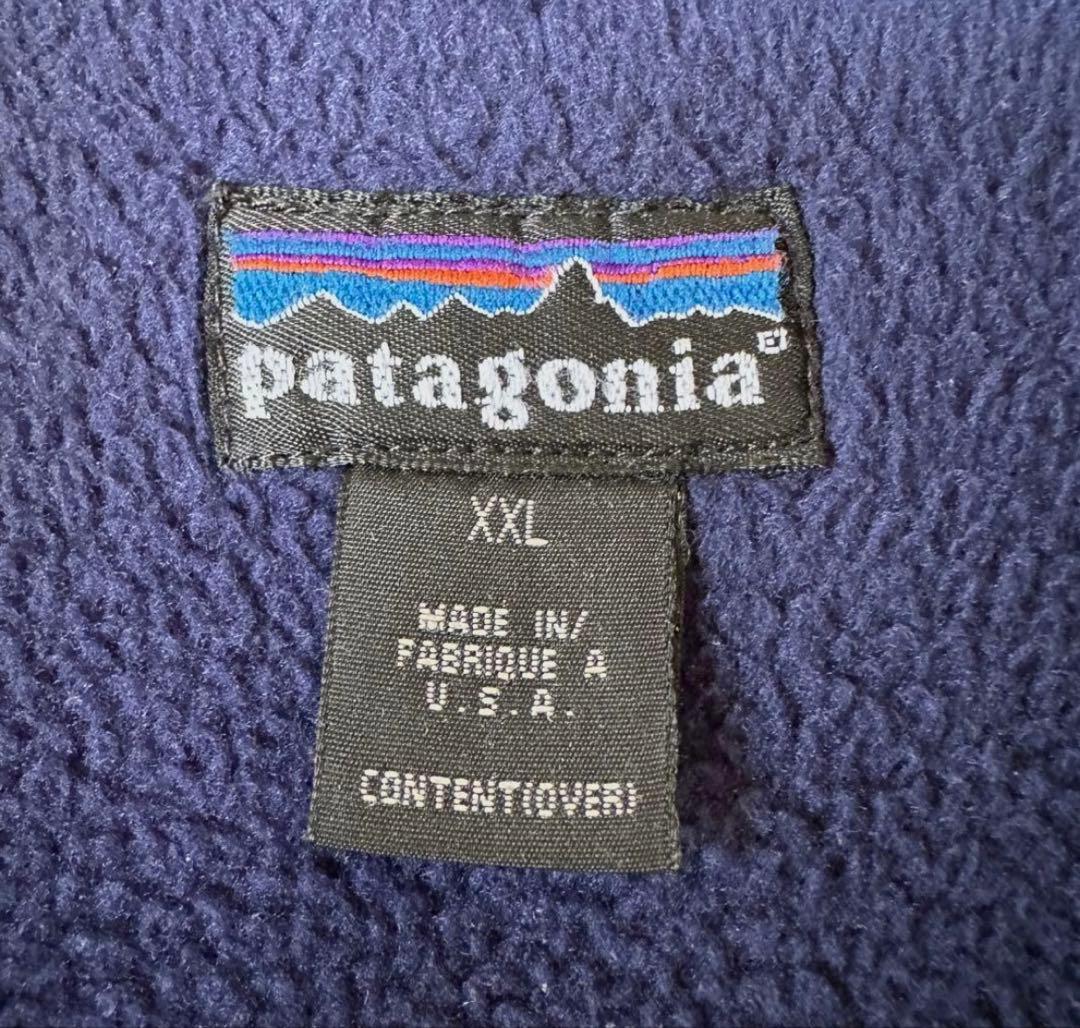 patagonia®
XXL
MADE IN/
FABRIQUE A
U.S.A.
CONTENT(OVER)